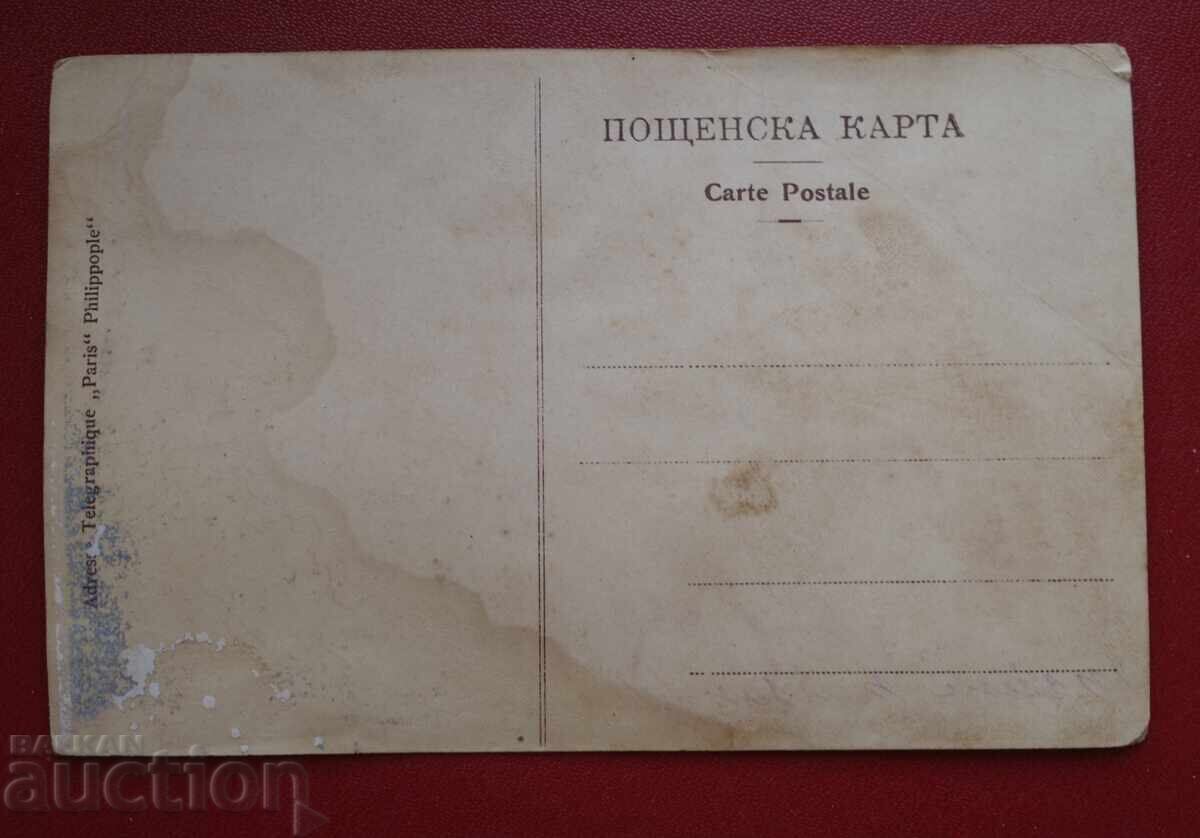 ПОЩЕНСКА КАРТА
Carte Postale
Adresse Telegraphique „Paris“ Philippople“
BALKAN
auction